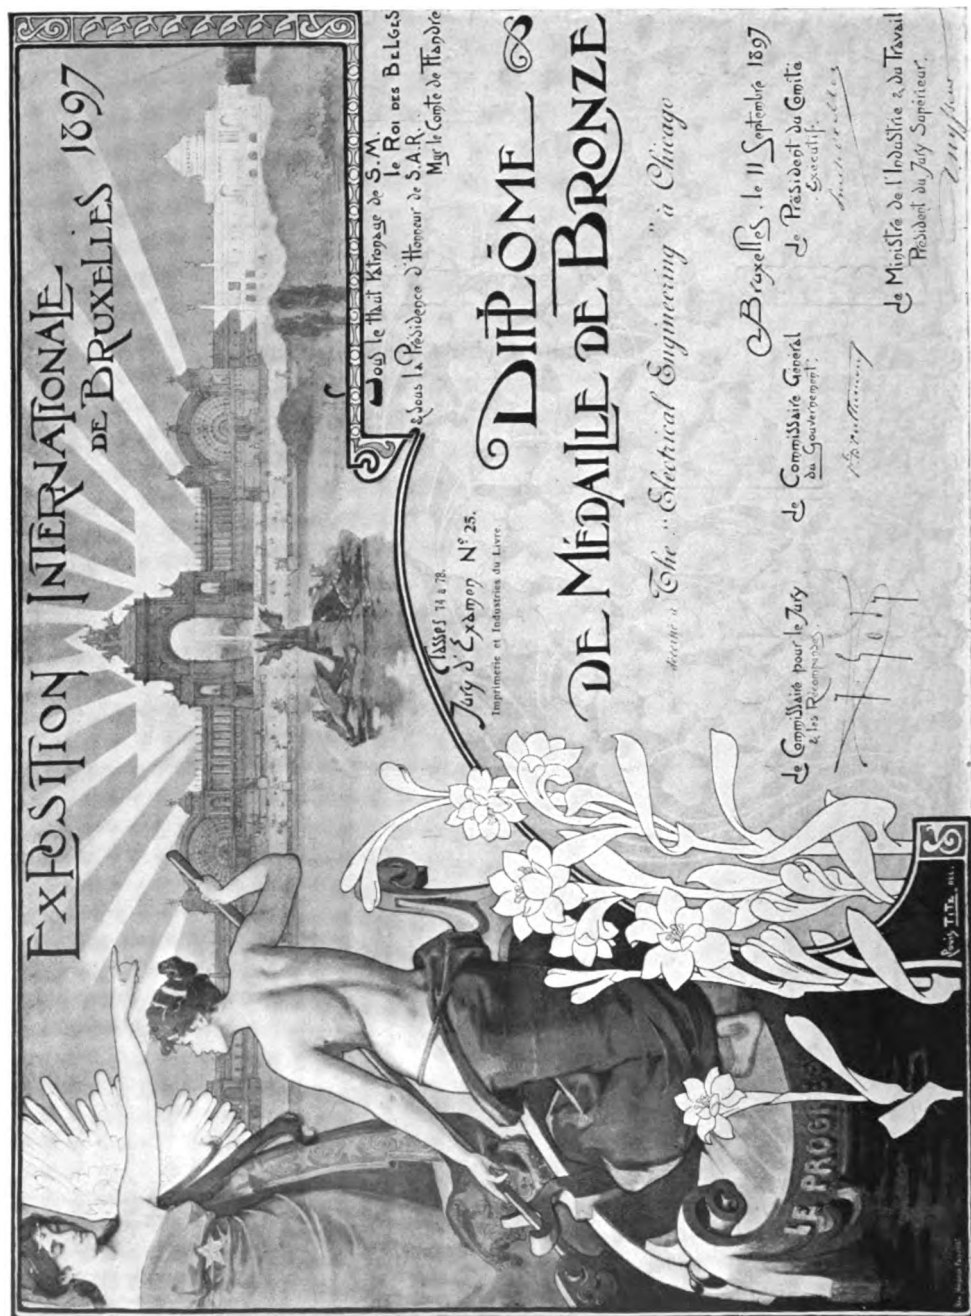 EXPOSITION INTERNATIONALE
DE BRUXELLES 1897
Sous le Haut Patronage de S.M.
le ROI DES BELGES
& Sous la Présidence d'Honneur de S.A.R.
Mgr le Comte de Flandre
Classes 74 à 78.
Jury d'Examen No 25.
Imprimerie et Industries du Livre
DIPLÔME
DE MÉDAILLE DE BRONZE
décerné à The "Electrical Engineering" à Chicago
Bruxelles, le 11 Septembre 1897
Le Commissaire pour le Jury
& les Récompenses
Le Commissaire Général
du Gouvernement:
Le Président du Comité
Exécutif.
Le Ministre de l'Industrie & du Travail
Président du Jury Supérieur.
LE PROGRÈS
Louis TITZ. DEL.